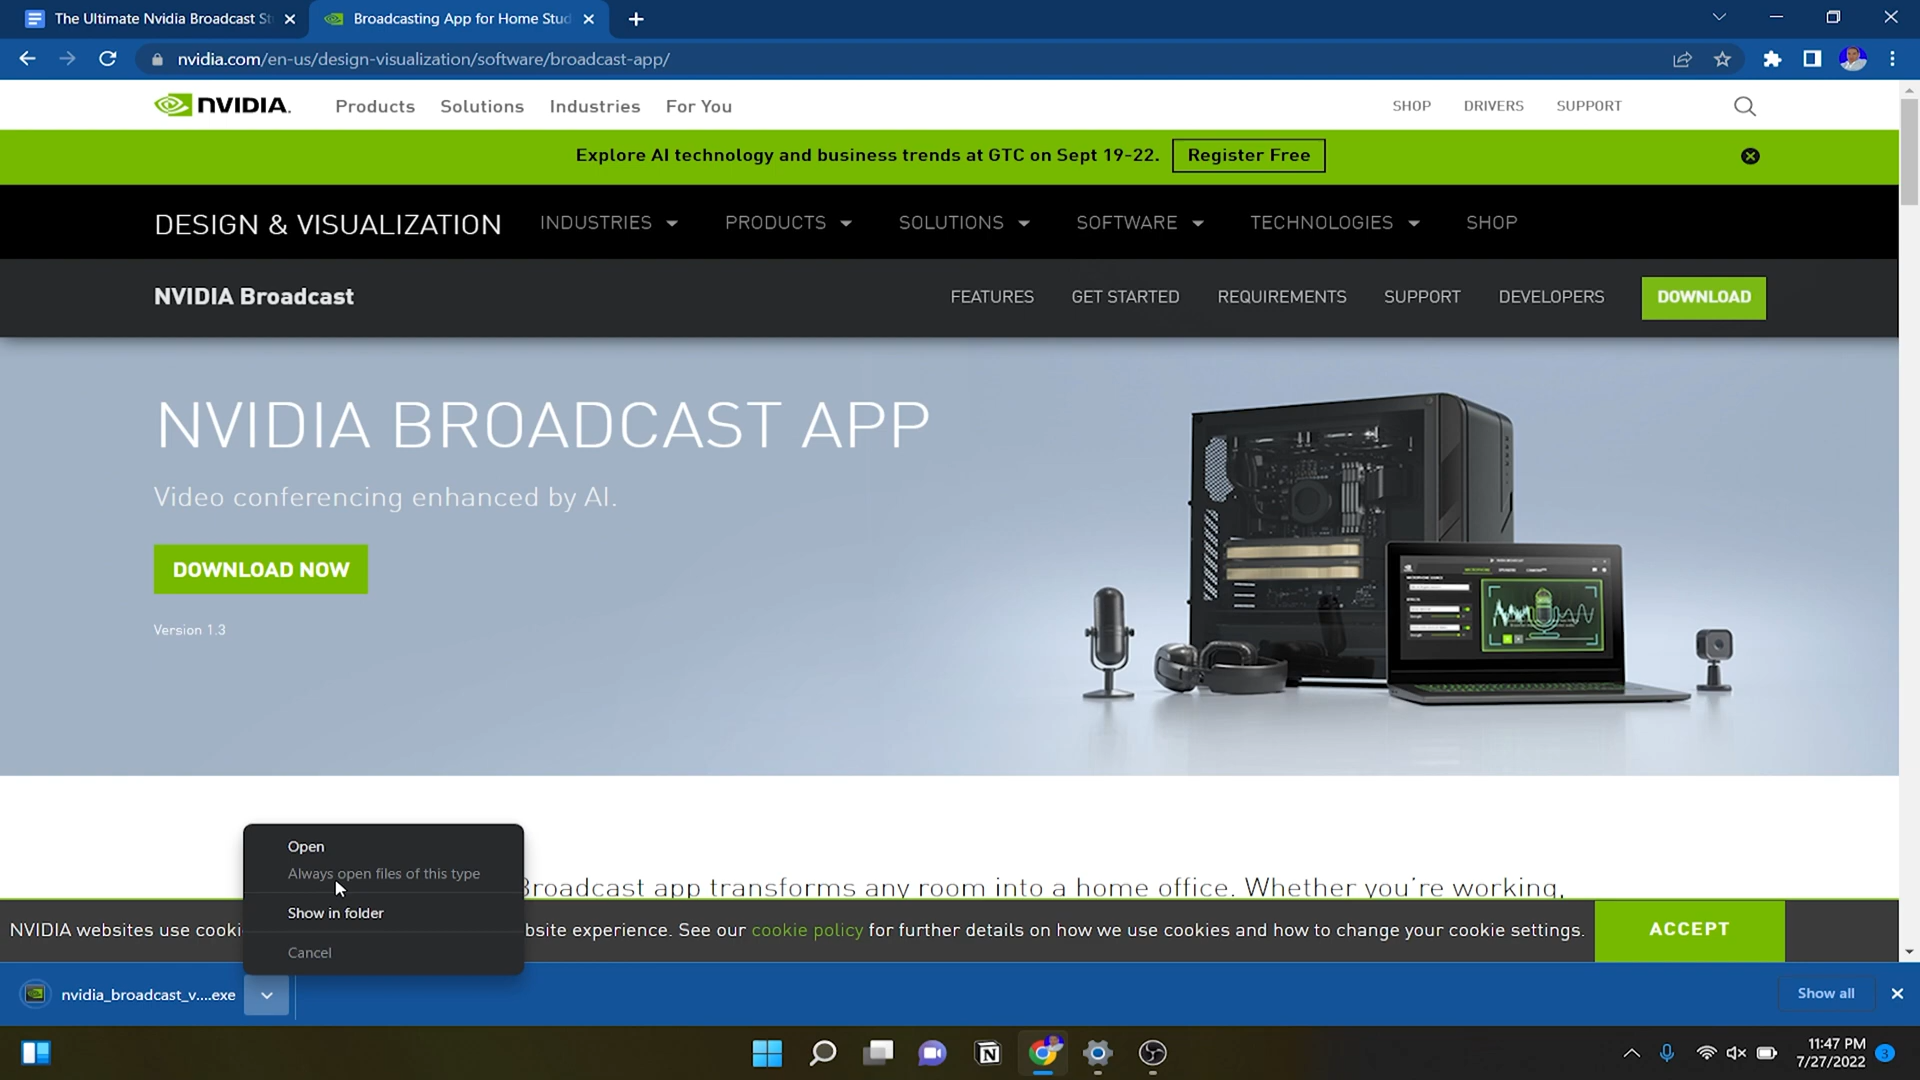 The Ultimate Nvidia Broadcast St
Broadcasting App for Home Stud
nvidia.com/en-us/design-visualization/software/broadcast-app/
NVIDIA.
Products
Solutions
Industries
For You
SHOP
DRIVERS
SUPPORT
Explore AI technology and business trends at GTC on Sept 19-22.
Register Free
DESIGN & VISUALIZATION
INDUSTRIES
PRODUCTS
SOLUTIONS
SOFTWARE
TECHNOLOGIES
SHOP
NVIDIA Broadcast
FEATURES
GET STARTED
REQUIREMENTS
SUPPORT
DEVELOPERS
DOWNLOAD
NVIDIA BROADCAST APP
Video conferencing enhanced by AI.
DOWNLOAD NOW
Version 1.3
Open
Always open files of this type
Show in folder
Cancel
Broadcast app transforms any room into a home office. Whether you're working,
NVIDIA websites use cooki
bsite experience. See our cookie policy for further details on how we use cookies and how to change your cookie settings.
ACCEPT
nvidia_broadcast_v....exe
Show all
11:47 PM
7/27/2022
3